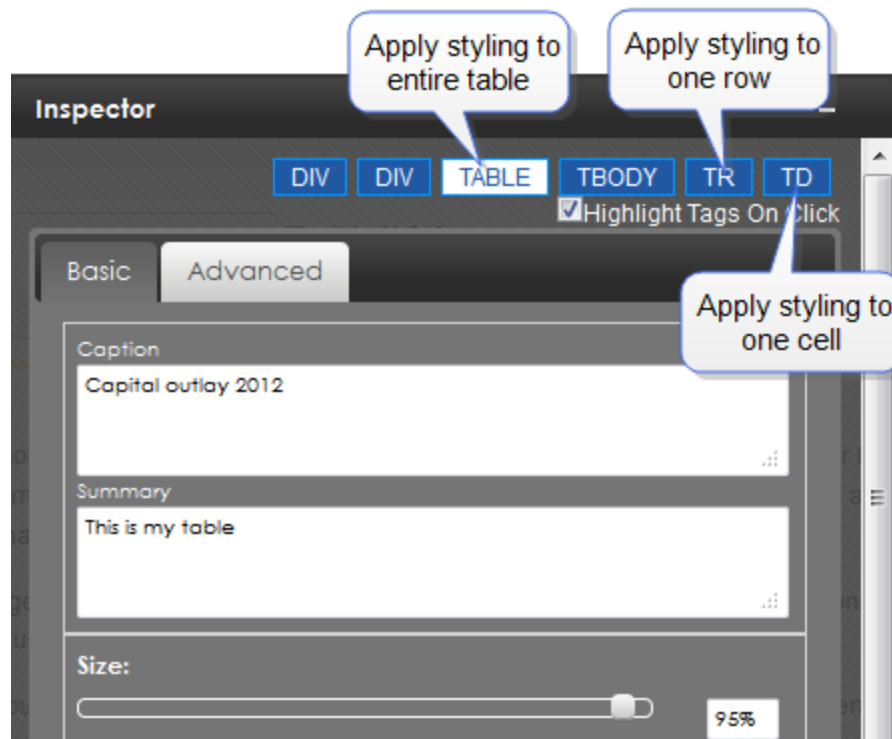 Apply styling to
entire table
Apply styling to
one row
Inspector
DIV DIV TABLE TBODY TR TD
Highlight Tags On Click
Basic Advanced
Apply styling to
one cell
Caption
Capital outlay 2012
Summary
This is my table
Size:
95%